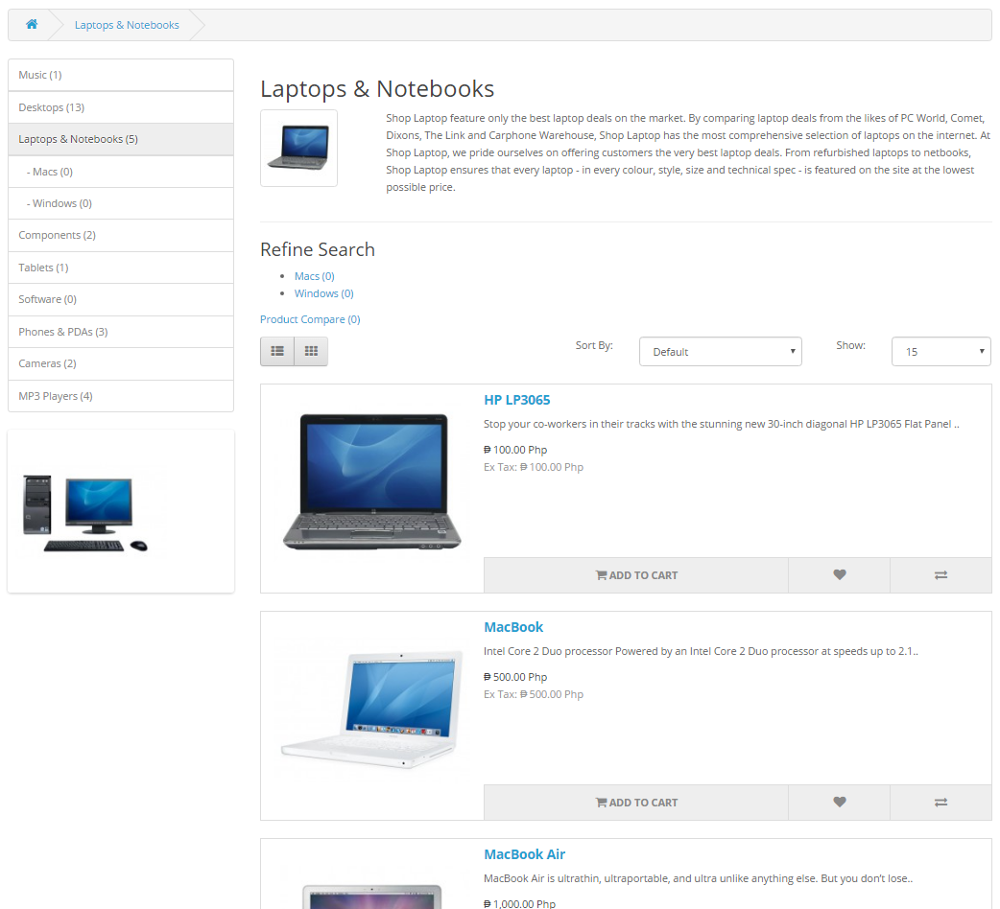 Laptops & Notebooks
Music (1)
Desktops (13)
Laptops & Notebooks (5)
- Macs (0)
- Windows (0)
Components (2)
Tablets (1)
Software (0)
Phones & PDAs (3)
Cameras (2)
MP3 Players (4)
Laptops & Notebooks
Shop Laptop feature only the best laptop deals on the market. By comparing laptop deals from the likes of PC World, Comet,
Dixons, The Link and Carphone Warehouse, Shop Laptop has the most comprehensive selection of laptops on the internet. At
Shop Laptop, we pride ourselves on offering customers the very best laptop deals. From refurbished laptops to netbooks,
Shop Laptop ensures that every laptop - in every colour, style, size and technical spec - is featured on the site at the lowest
possible price.
Refine Search
Macs (0)
Windows (0)
Product Compare (0)
Sort By: Default Show: 15
HP LP3065
Stop your co-workers in their tracks with the stunning new 30-inch diagonal HP LP3065 Flat Panel ..
₱ 100.00 Php
Ex Tax: ₱ 100.00 Php
ADD TO CART
MacBook
Intel Core 2 Duo processor Powered by an Intel Core 2 Duo processor at speeds up to 2.1..
₱ 500.00 Php
Ex Tax: ₱ 500.00 Php
ADD TO CART
MacBook Air
MacBook Air is ultrathin, ultraportable, and ultra unlike anything else. But you don't lose..
₱ 1,000.00 Php